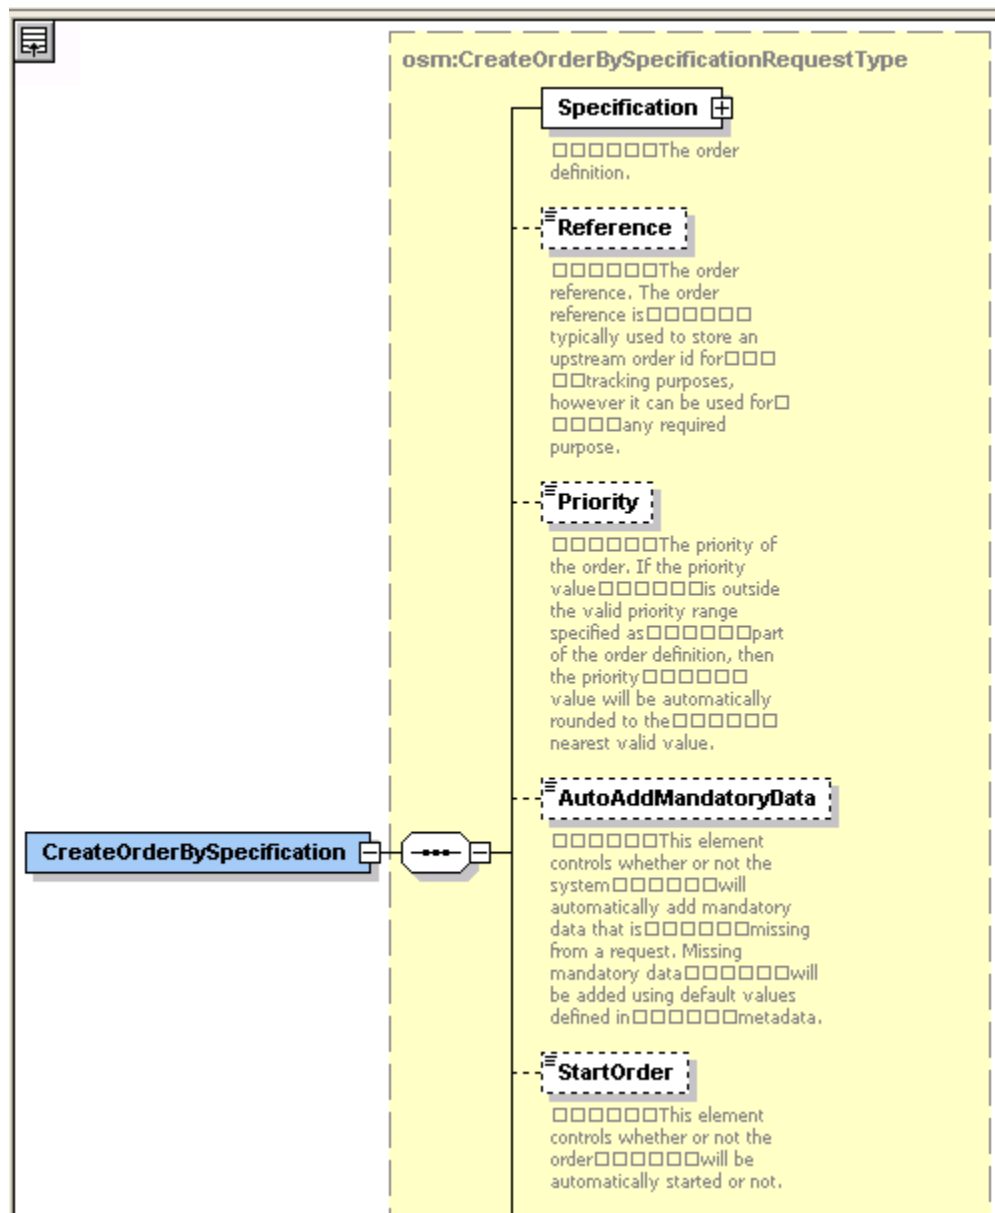 osm:CreateOrderBySpecificationRequestType
Specification
□□□□□□The order
definition.
Reference
□□□□□□The order
reference. The order
reference is□□□□□□
typically used to store an
upstream order id for□□□
□□tracking purposes,
however it can be used for□
□□□□any required
purpose.
Priority
□□□□□□The priority of
the order. If the priority
value□□□□□□is outside
the valid priority range
specified as□□□□□□part
of the order definition, then
the priority□□□□□□
value will be automatically
rounded to the□□□□□□
nearest valid value.
AutoAddMandatoryData
□□□□□□This element
controls whether or not the
system□□□□□□will
automatically add mandatory
data that is□□□□□□missing
from a request. Missing
mandatory data□□□□□□will
be added using default values
defined in□□□□□□metadata.
CreateOrderBySpecification
StartOrder
□□□□□□This element
controls whether or not the
order□□□□□□will be
automatically started or not.